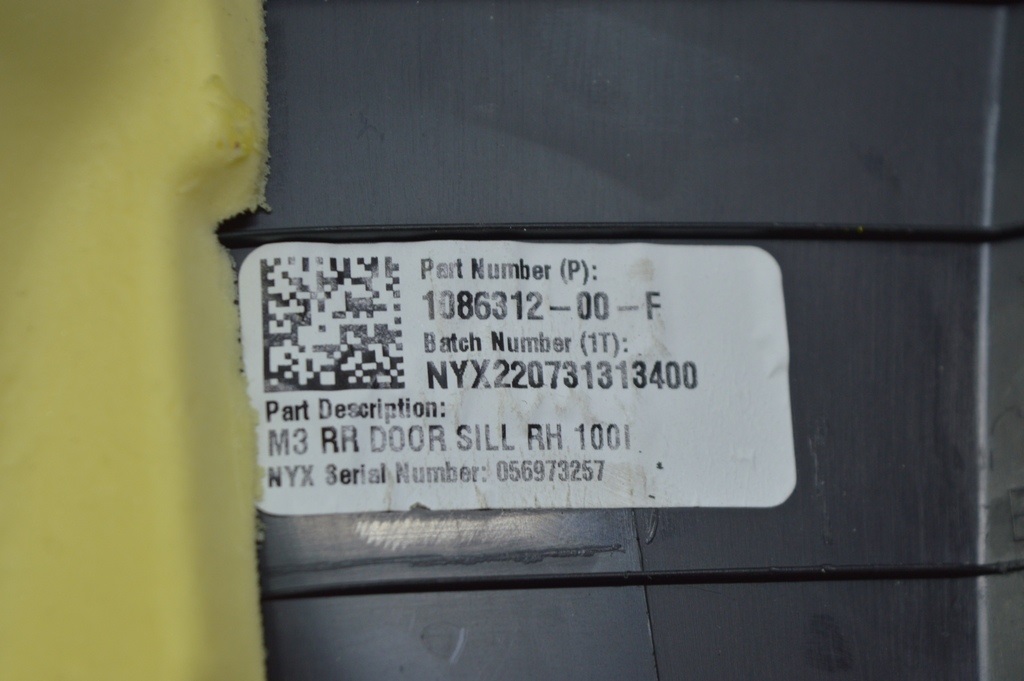 Part Number (P):
1086312-00-F
Batch Number (1T):
NYX220731313400
Part Description:
M3 RR DOOR SILL RH 100I
NYX Serial Number: 056973257